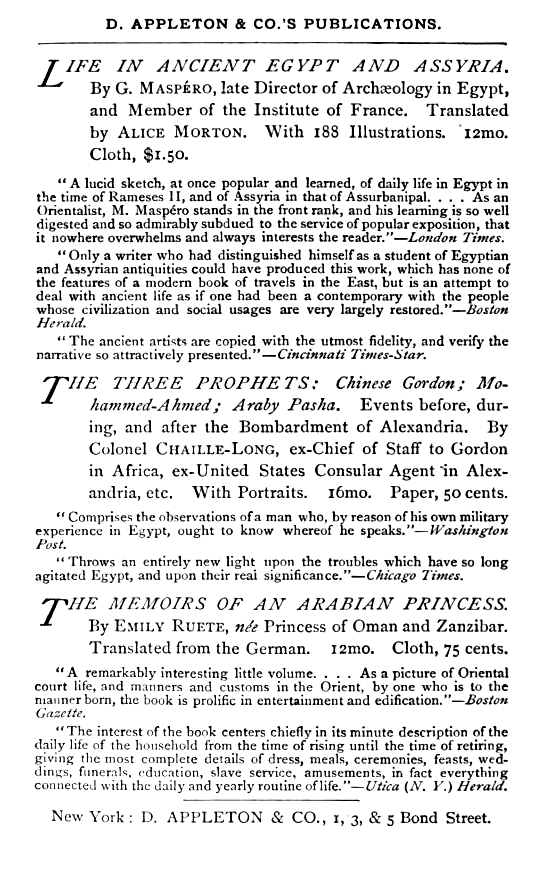 D. APPLETON & CO.'S PUBLICATIONS.
LIFE IN ANCIENT EGYPT AND ASSYRIA.
By G. MASPÉRO, late Director of Archæology in Egypt,
and Member of the Institute of France. Translated
by ALICE MORTON. With 188 Illustrations. 12mo.
Cloth, $1.50.
"A lucid sketch, at once popular and learned, of daily life in Egypt in
the time of Rameses II, and of Assyria in that of Assurbanipal. . . . As an
Orientalist, M. Maspéro stands in the front rank, and his learning is so well
digested and so admirably subdued to the service of popular exposition, that
it nowhere overwhelms and always interests the reader."—London Times.
"Only a writer who had distinguished himself as a student of Egyptian
and Assyrian antiquities could have produced this work, which has none of
the features of a modern book of travels in the East, but is an attempt to
deal with ancient life as if one had been a contemporary with the people
whose civilization and social usages are very largely restored."—Boston
Herald.
"The ancient artists are copied with the utmost fidelity, and verify the
narrative so attractively presented."—Cincinnati Times-Star.
THE THREE PROPHETS: Chinese Gordon; Mo-
hammed-Ahmed; Araby Pasha. Events before, dur-
ing, and after the Bombardment of Alexandria. By
Colonel CHAILLE-LONG, ex-Chief of Staff to Gordon
in Africa, ex-United States Consular Agent in Alex-
andria, etc. With Portraits. 16mo. Paper, 50 cents.
"Comprises the observations of a man who, by reason of his own military
experience in Egypt, ought to know whereof he speaks."—Washington
Post.
"Throws an entirely new light upon the troubles which have so long
agitated Egypt, and upon their real significance."—Chicago Times.
THE MEMOIRS OF AN ARABIAN PRINCESS.
By EMILY RUETE, née Princess of Oman and Zanzibar.
Translated from the German. 12mo. Cloth, 75 cents.
"A remarkably interesting little volume. . . . As a picture of Oriental
court life, and manners and customs in the Orient, by one who is to the
manner born, the book is prolific in entertainment and edification."—Boston
Gazette.
"The interest of the book centers chiefly in its minute description of the
daily life of the household from the time of rising until the time of retiring,
giving the most complete details of dress, meals, ceremonies, feasts, wed-
dings, funerals, education, slave service, amusements, in fact everything
connected with the daily and yearly routine of life."—Utica (N. Y.) Herald.
New York: D. APPLETON & CO., 1, 3, & 5 Bond Street.